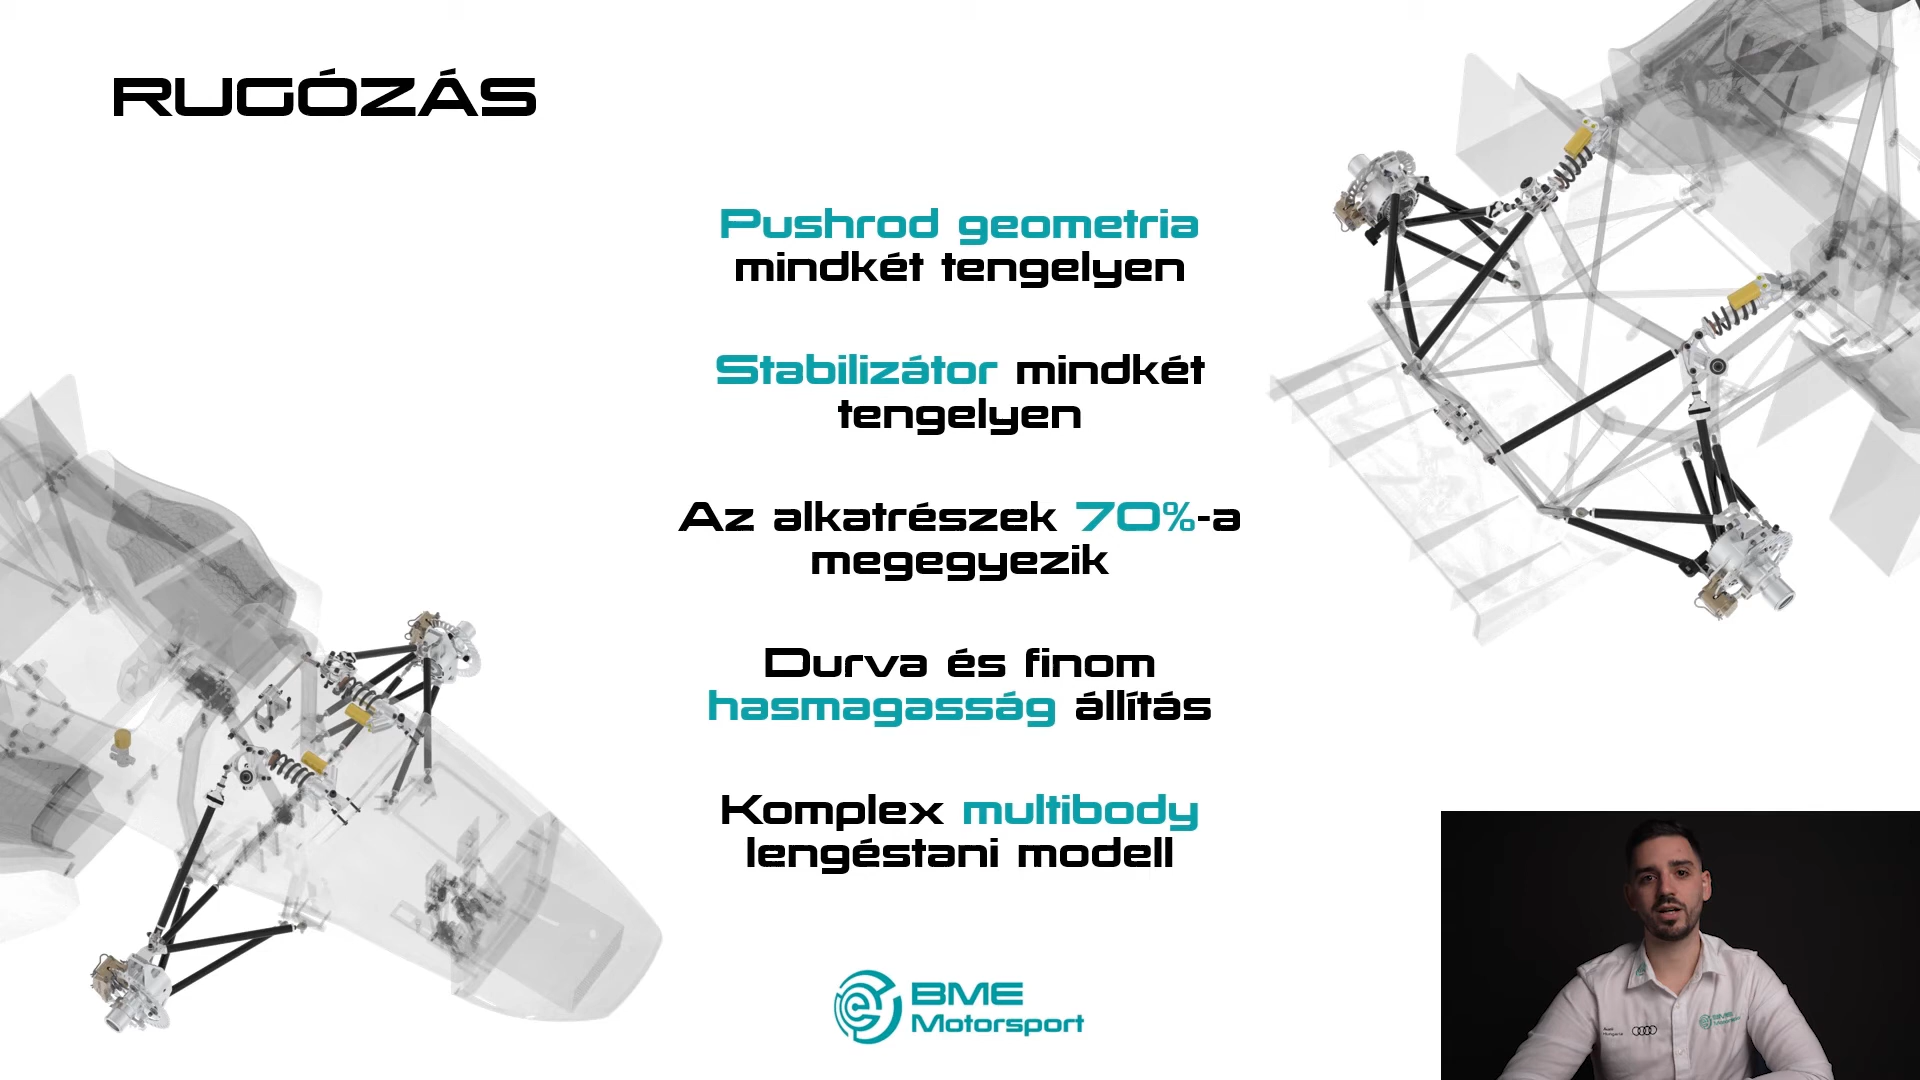 RUGÓZÁS
Pushrod geometria
mindkét tengelyen
Stabilizátor mindkét
tengelyen
Az alkatrészek 70%-a
megegyezik
Durva és finom
hasmagasság állítás
Komplex multibody
lengéstani modell
BME
Motorsport
BME